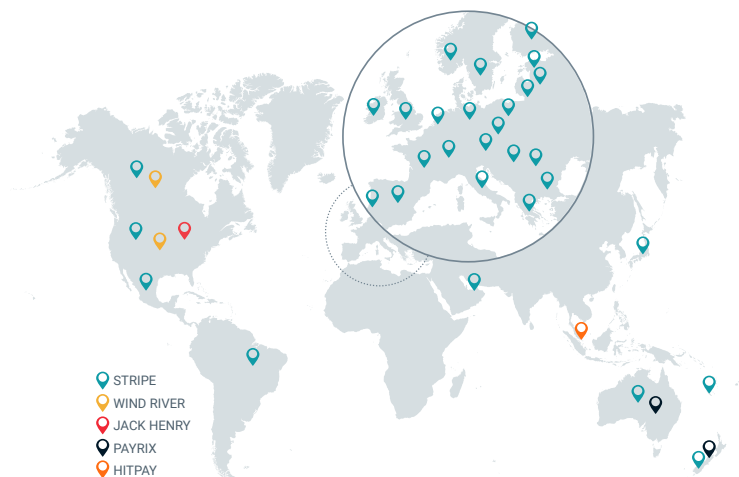 STRIPE
WIND RIVER
JACK HENRY
PAYRIX
HITPAY